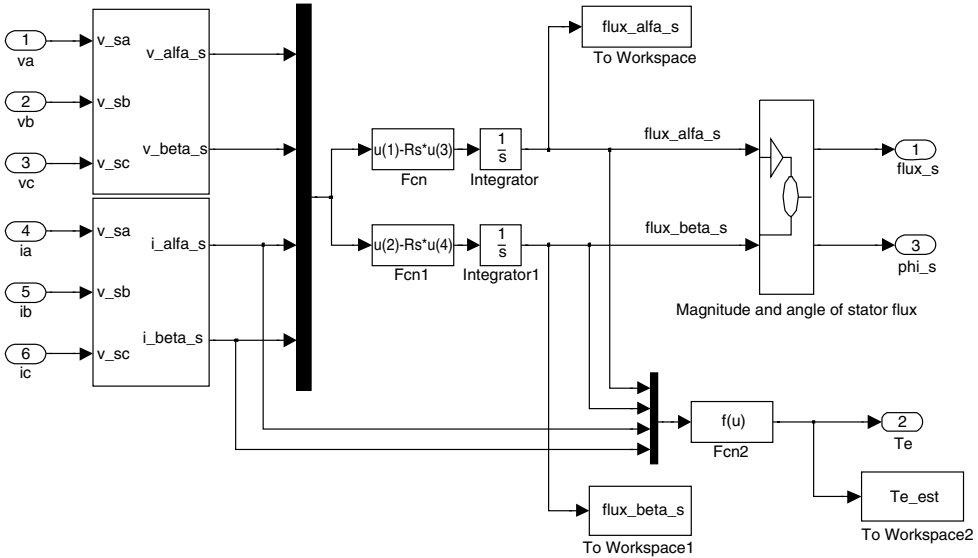 1
va
2
vb
3
vc
v_sa
v_sb
v_sc
v_alfa_s
v_beta_s
4
ia
5
ib
6
ic
v_sa
v_sb
v_sc
i_alfa_s
i_beta_s
u(1)-Rs*u(3)
Fcn
1
s
Integrator
u(2)-Rs*u(4)
Fcn1
1
s
Integrator1
flux_alfa_s
To Workspace
flux_alfa_s
flux_beta_s
Magnitude and angle of stator flux
1
flux_s
3
phi_s
f(u)
Fcn2
2
Te
Te_est
To Workspace2
flux_beta_s
To Workspace1